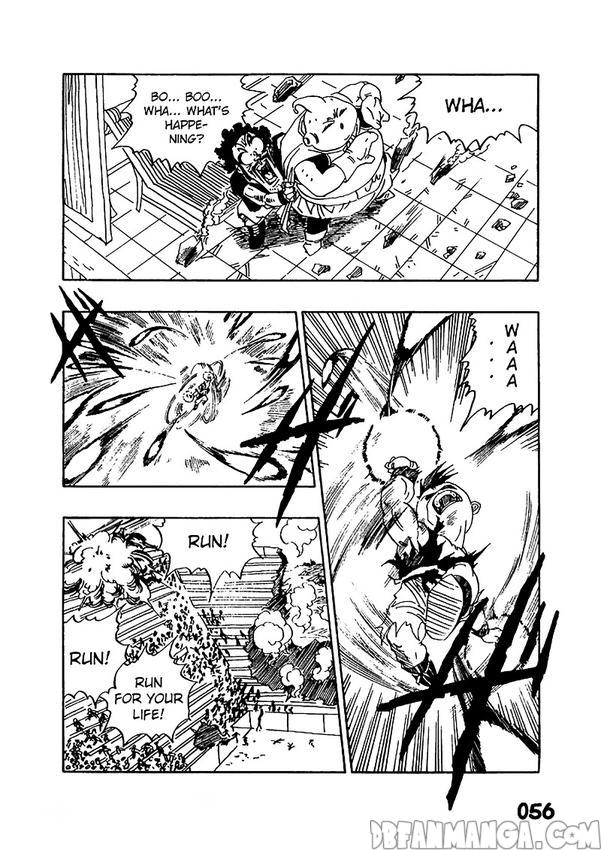 BO... BOO...
WHA... WHAT'S
HAPPE-
NING?
WHA...
W
A
A
A
...
RUN!
RUN!
RUN
FOR YOUR
LIFE!
056
DBFANMANGA.COM